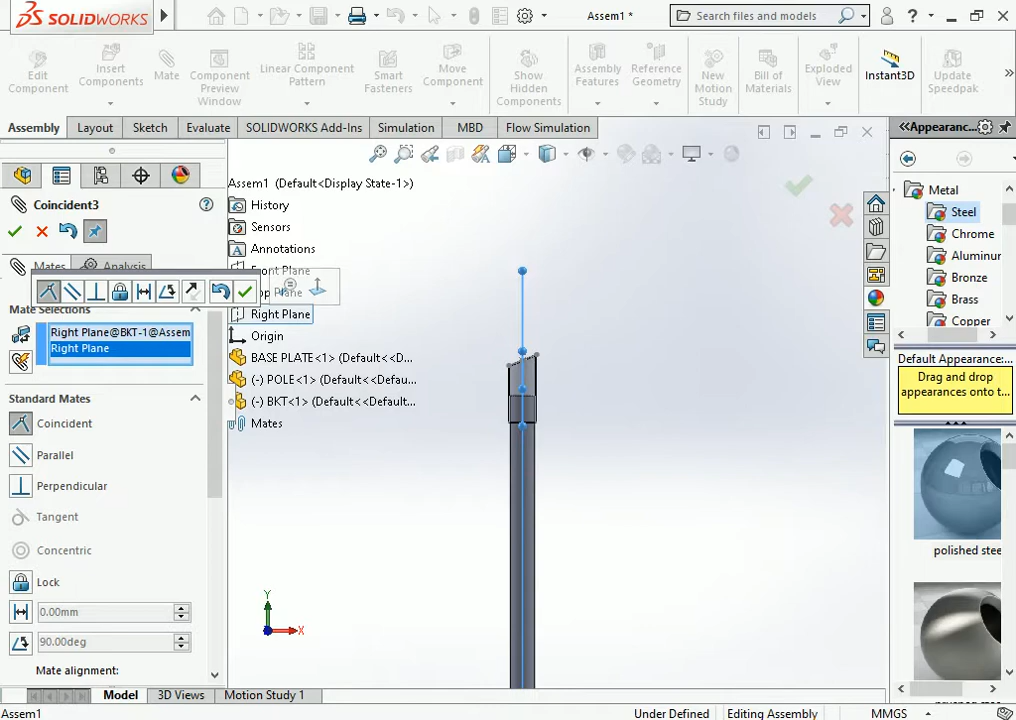 SOLIDWORKS
Assem1 *
Search files and models
Edit Component
Insert Components
Mate
Component Preview Window
Linear Component Pattern
Smart Fasteners
Move Component
Show Hidden Components
Assembly Features
Reference Geometry
New Motion Study
Bill of Materials
Exploded View
Instant3D
Update Speedpak
Assembly
Layout
Sketch
Evaluate
SOLIDWORKS Add-Ins
Simulation
MBD
Flow Simulation
<<Appearanc...
Coincident3
Mates
Analysis
Mate Selections
Right Plane@BKT-1@Assem
Right Plane
Standard Mates
Coincident
Parallel
Perpendicular
Tangent
Concentric
Lock
0.00mm
90.00deg
Mate alignment:
Assem1 (Default<Display State-1>)
History
Sensors
Annotations
Front Plane
Plane
Right Plane
Origin
BASE PLATE<1> (Default<<D...
(-) POLE<1> (Default<<Defau...
(-) BKT<1> (Default<<Default...
Mates
Y
X
Metal
Steel
Chrome
Aluminur
Bronze
Brass
Copper
Default Appearance:...
Drag and drop
appearances onto t...
polished stee
Model
3D Views
Motion Study 1
Assem1
Under Defined
Editing Assembly
MMGS